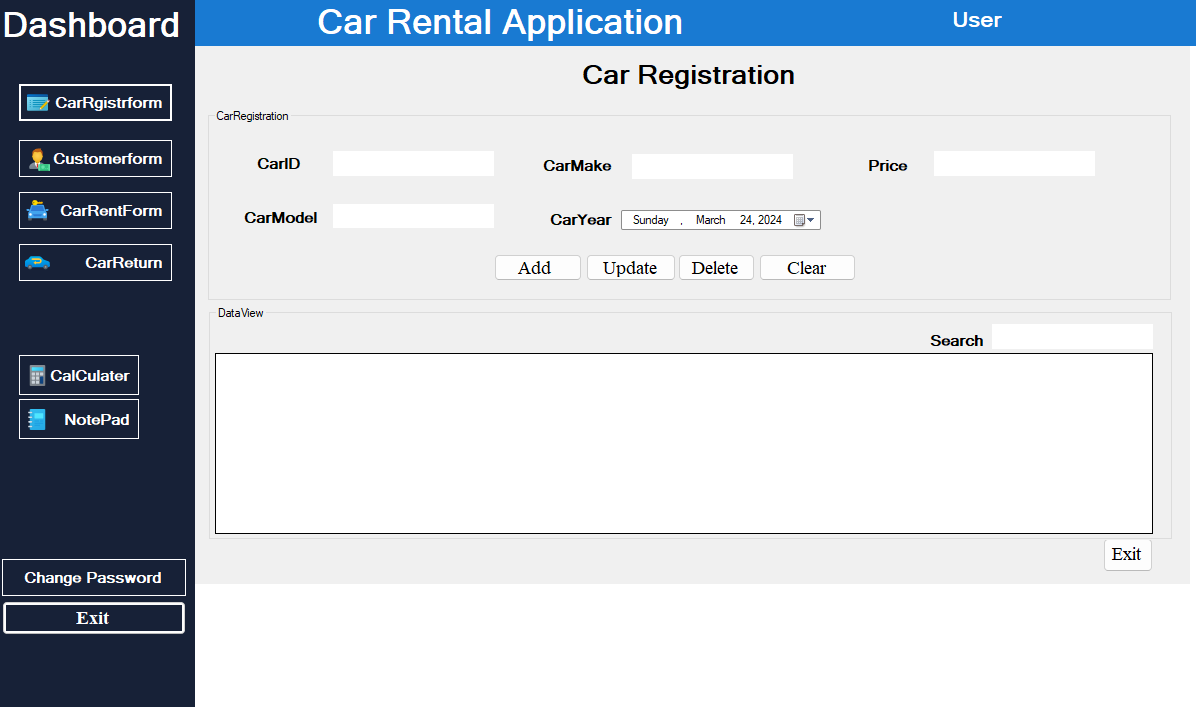 Dashboard
Car Rental Application
User
CarRgistrform
Customerform
CarRentForm
CarReturn
CalCulater
NotePad
Change Password
Exit
Car Registration
CarRegistration
CarID
CarMake
Price
CarModel
CarYear
Sunday , March 24, 2024
Add Update Delete Clear
DataView
Search
Exit